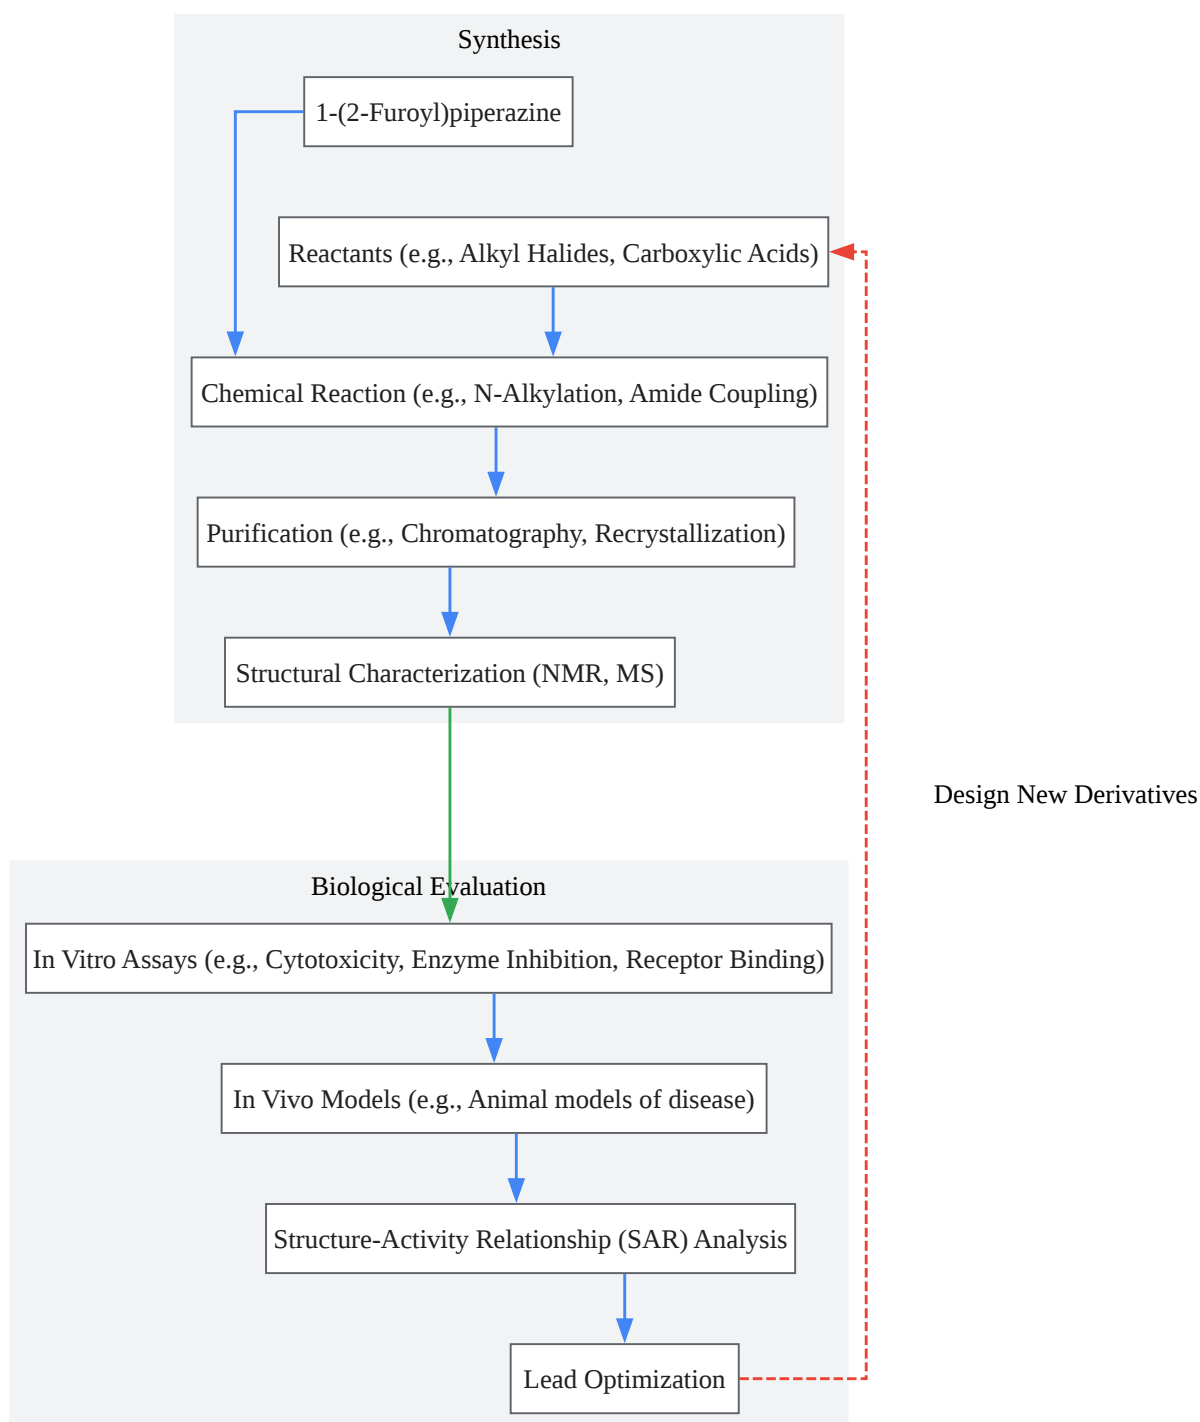 Synthesis
1-(2-Furoyl)piperazine
Reactants (e.g., Alkyl Halides, Carboxylic Acids)
Chemical Reaction (e.g., N-Alkylation, Amide Coupling)
Purification (e.g., Chromatography, Recrystallization)
Structural Characterization (NMR, MS)
Design New Derivatives
Biological Evaluation
In Vitro Assays (e.g., Cytotoxicity, Enzyme Inhibition, Receptor Binding)
In Vivo Models (e.g., Animal models of disease)
Structure-Activity Relationship (SAR) Analysis
Lead Optimization